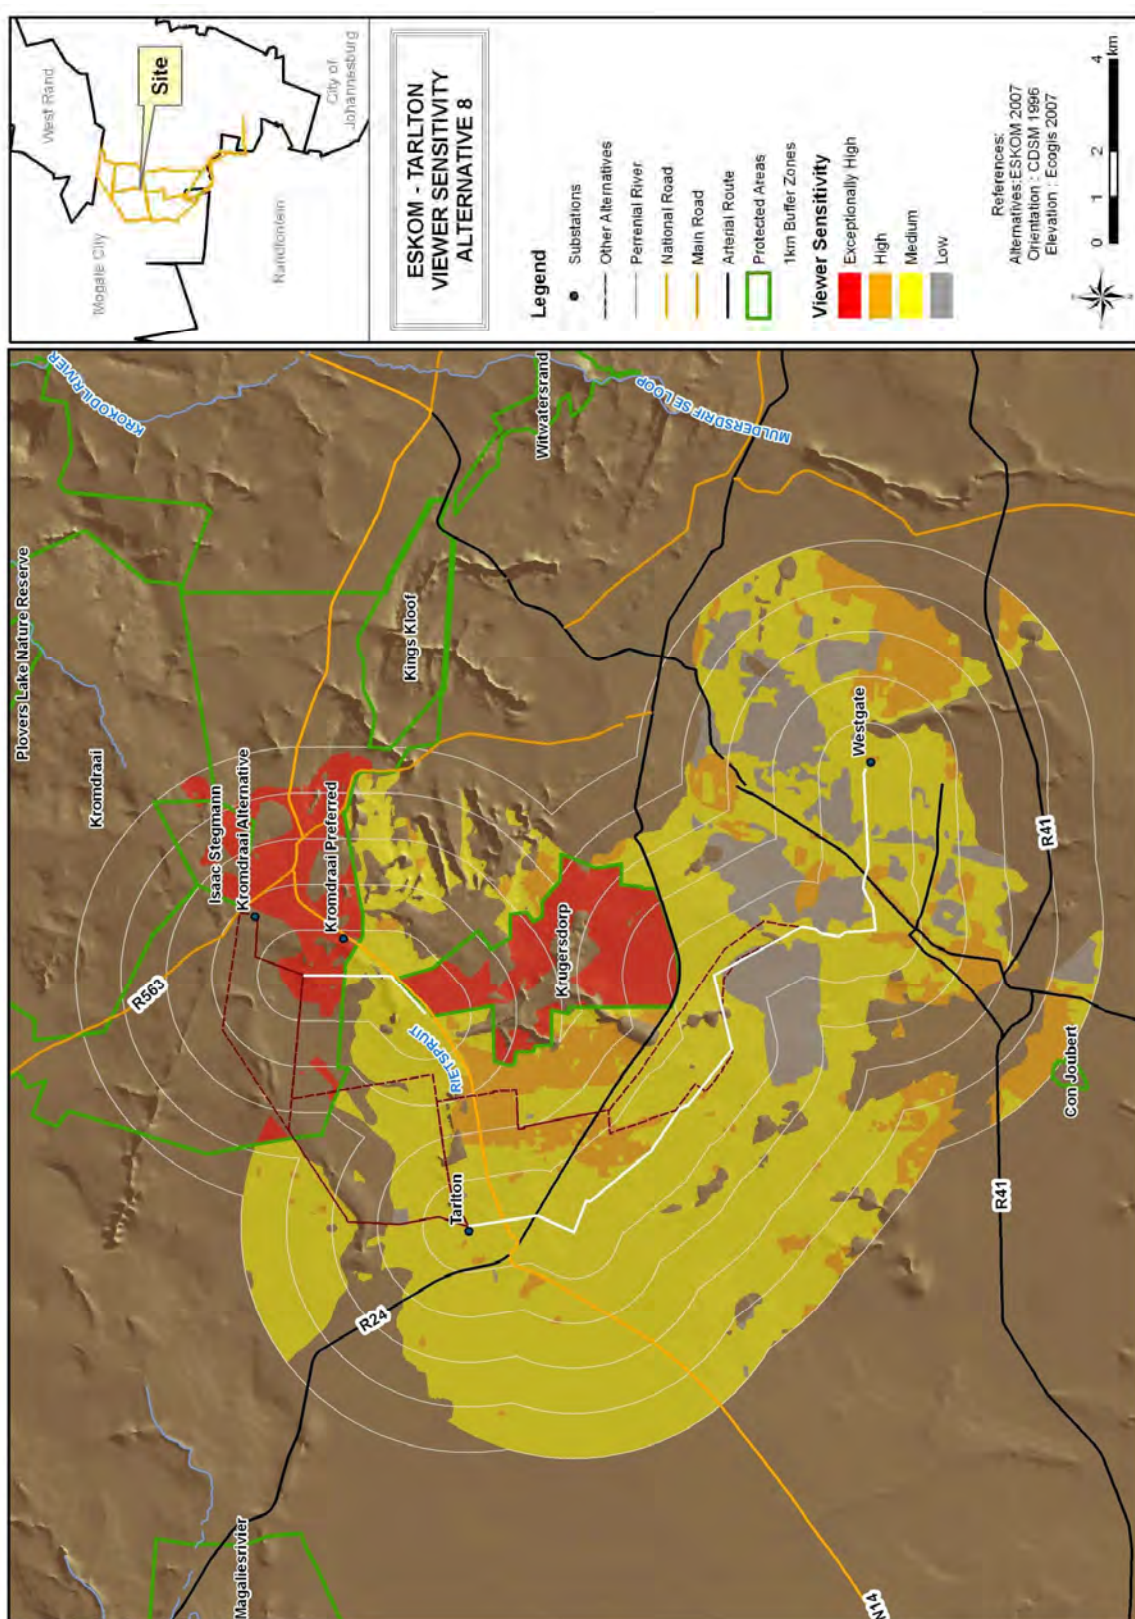 West Rand
Mogale City
Site
Randfontein
City of
Johannesburg
ESKOM - TARLTON
VIEWER SENSITIVITY
ALTERNATIVE 8
Legend
Substations
Other Alternatives
Perrenial River
National Road
Main Road
Arterial Route
Protected Areas
1km Buffer Zones
Viewer Sensitivity
Exceptionally High
High
Medium
Low
References:
Alternatives:ESKOM 2007
Orientation : CDSM 1996
Elevation : Ecogis 2007
0 1 2 4
km
Plovers Lake Nature Reserve
KROKODILRIVIER
Kromdraai
Isaac Stegmann
Kromdraai Alternative
Kromdraai Preferred
R563
Kings Kloof
Witwatersrand
MULDERSDRIF SE LOOP
Krugersdorp
RIETSPRUIT
Tarlton
R24
Magaliesrivier
Westgate
R41
Con Joubert
R41
N14